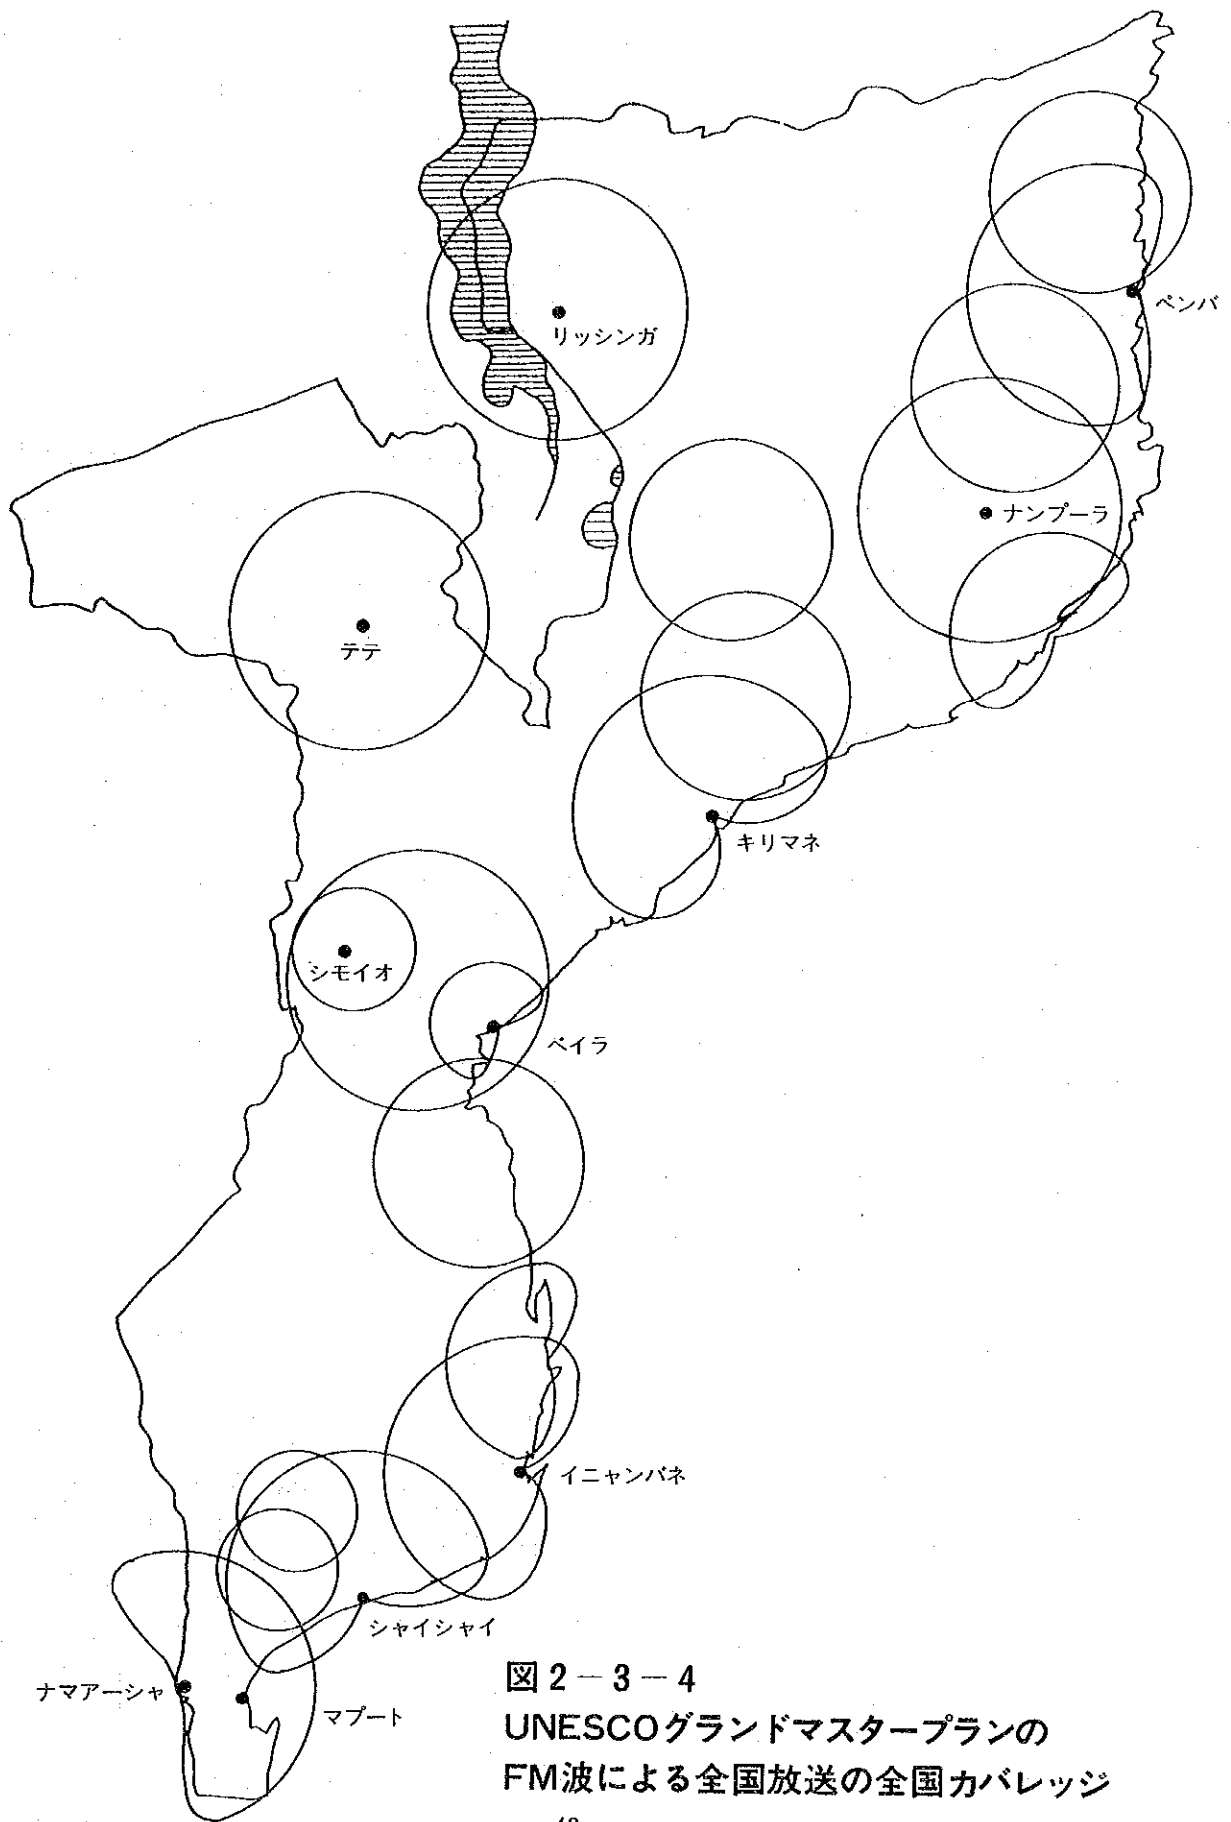 ペンバ
リッシンガ
ナンプーラ
テテ
キリマネ
シモイオ
ベイラ
イニャンバネ
シャイシャイ
ナマアーシャ
マプート
図2－3－4
UNESCOグランドマスタープランの
FM波による全国放送の全国カバレッジ